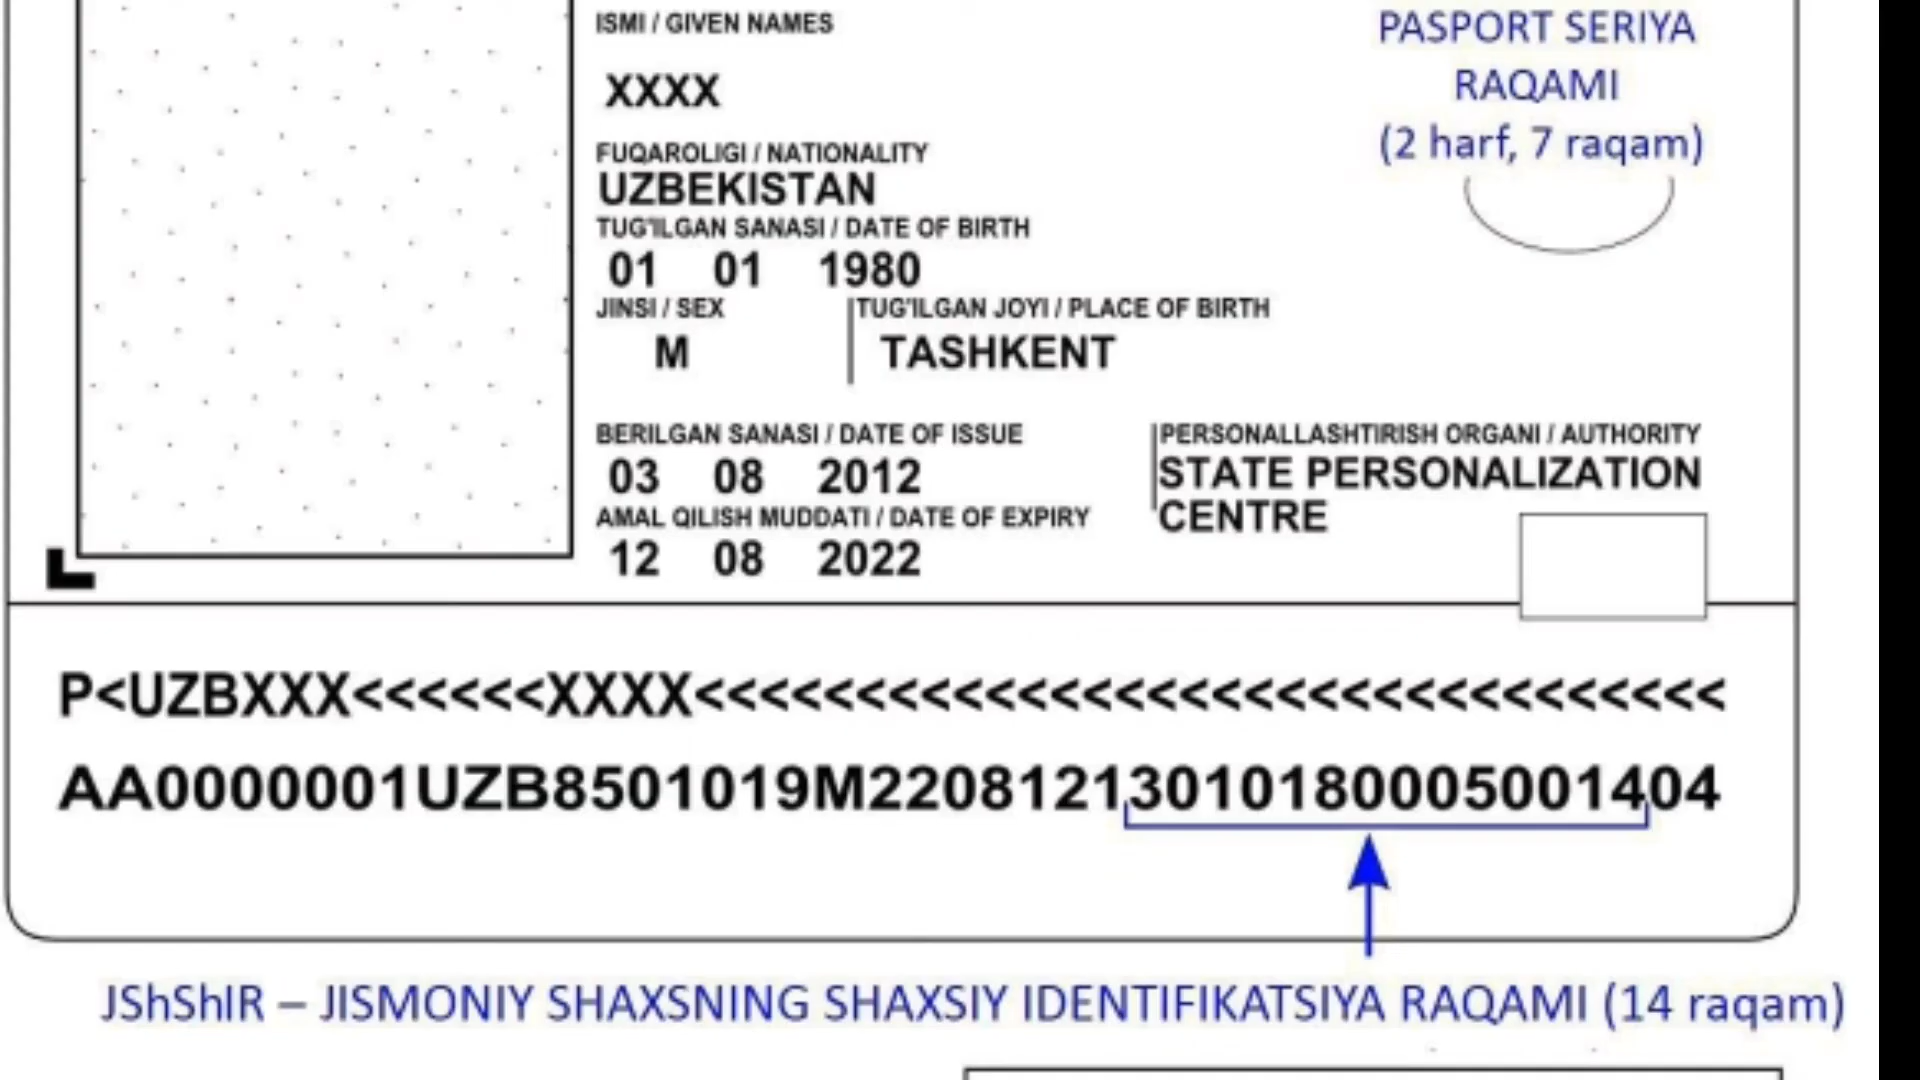 ISMI / GIVEN NAMES
XXXX
PASPORT SERIYA
RAQAMI
(2 harf, 7 raqam)
FUQAROLIGI / NATIONALITY
UZBEKISTAN
TUG'ILGAN SANASI / DATE OF BIRTH
01 01 1980
JINSI / SEX
M
TUG'ILGAN JOYI / PLACE OF BIRTH
TASHKENT
BERILGAN SANASI / DATE OF ISSUE
03 08 2012
AMAL QILISH MUDDATI / DATE OF EXPIRY
12 08 2022
PERSONALLASHTIRISH ORGANI / AUTHORITY
STATE PERSONALIZATION
CENTRE
P<UZBXXX<<<<<<XXXX<<<<<<<<<<<<<<<<<<<<<<<<<<<<<
AA0000001UZB8501019M22081213010180005001404
JShShIR – JISMONIY SHAXSNING SHAXSIY IDENTIFIKATSIYA RAQAMI (14 raqam)